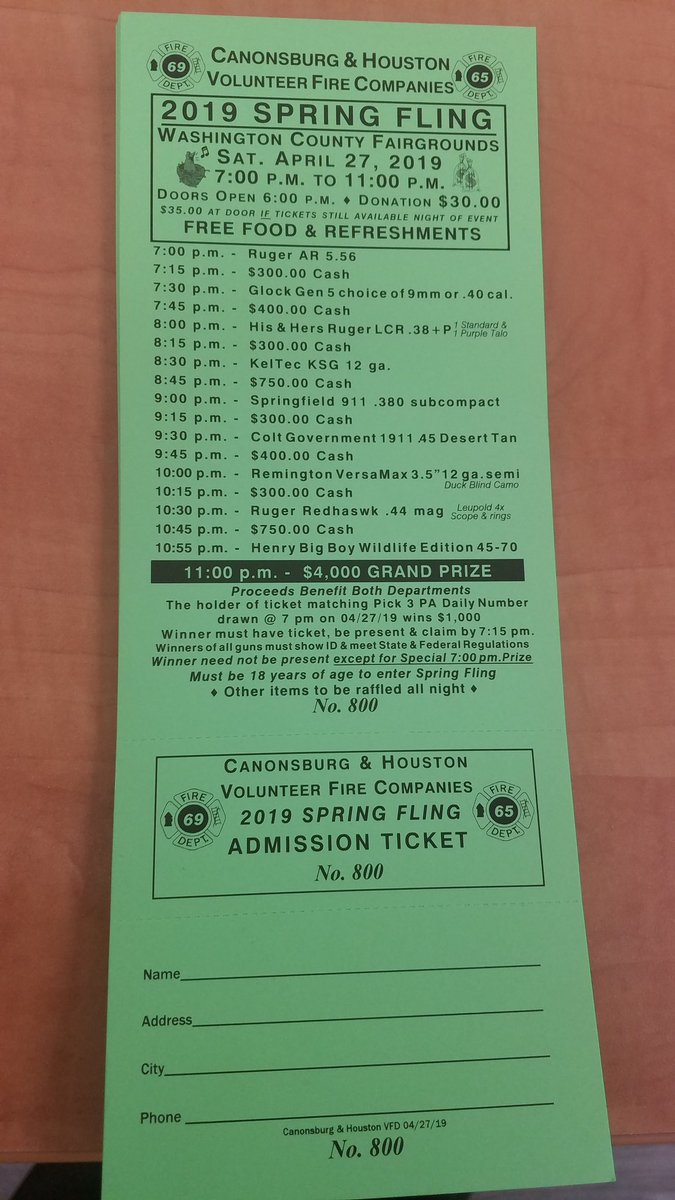 FIRE
69
DEPT.
CANONSBURG & HOUSTON
VOLUNTEER FIRE COMPANIES
FIRE
65
DEPT.
2019 SPRING FLING
WASHINGTON COUNTY FAIRGROUNDS
SAT. APRIL 27, 2019
7:00 P.M. TO 11:00 P.M.
DOORS OPEN 6:00 P.M. ♦ DONATION $30.00
$35.00 AT DOOR IF TICKETS STILL AVAILABLE NIGHT OF EVENT
FREE FOOD & REFRESHMENTS
7:00 p.m. - Ruger AR 5.56
7:15 p.m. - $300.00 Cash
7:30 p.m. - Glock Gen 5 choice of 9mm or .40 cal.
7:45 p.m. - $400.00 Cash
8:00 p.m. - His & Hers Ruger LCR .38+P 1 Standard & 1 Purple Talo
8:15 p.m. - $300.00 Cash
8:30 p.m. - KelTec KSG 12 ga.
8:45 p.m. - $750.00 Cash
9:00 p.m. - Springfield 911 .380 subcompact
9:15 p.m. - $300.00 Cash
9:30 p.m. - Colt Government 1911 .45 Desert Tan
9:45 p.m. - $400.00 Cash
10:00 p.m. - Remington VersaMax 3.5" 12 ga. semi
Duck Blind Camo
10:15 p.m. - $300.00 Cash
10:30 p.m. - Ruger Redhaswk .44 mag Leupold 4x Scope & rings
10:45 p.m. - $750.00 Cash
10:55 p.m. - Henry Big Boy Wildlife Edition 45-70
11:00 p.m. - $4,000 GRAND PRIZE
Proceeds Benefit Both Departments
The holder of ticket matching Pick 3 PA Daily Number
drawn @ 7 pm on 04/27/19 wins $1,000
Winner must have ticket, be present & claim by 7:15 pm.
Winners of all guns must show ID & meet State & Federal Regulations
Winner need not be present except for Special 7:00 pm. Prize
Must be 18 years of age to enter Spring Fling
♦ Other items to be raffled all night ♦
No. 800
CANONSBURG & HOUSTON
VOLUNTEER FIRE COMPANIES
FIRE
69
DEPT.
2019 SPRING FLING
ADMISSION TICKET
FIRE
65
DEPT.
No. 800
Name
Address
City
Phone
Canonsburg & Houston VFD 04/27/19
No. 800